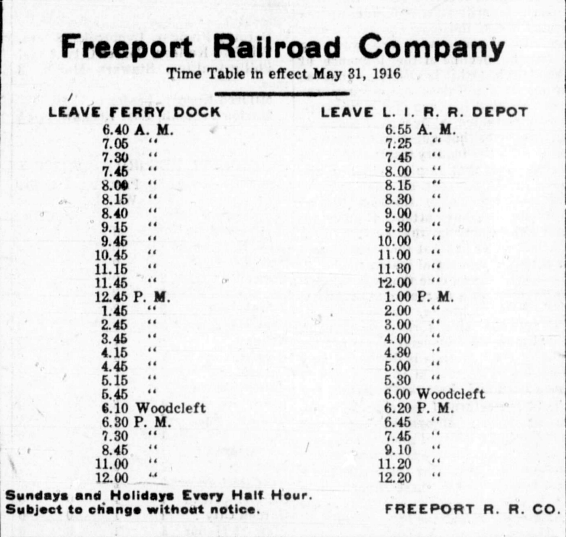 Freeport Railroad Company
Time Table in effect May 31, 1916
LEAVE FERRY DOCK LEAVE L. I. R. R. DEPOT
6.40 A. M. 6.55 A. M.
7.05 " 7.25 "
7.30 " 7.45 "
7.45 " 8.00 "
8.00 " 8.15 "
8.15 " 8.30 "
8.40 " 9.00 "
9.15 " 9.30 "
9.45 " 10.00 "
10.45 " 11.00 "
11.15 " 11.30 "
11.45 " 12.00 "
12.45 P. M. 1.00 P. M.
1.45 " 2.00 "
2.45 " 3.00 "
3.45 " 4.00 "
4.15 " 4.30 "
4.45 " 5.00 "
5.15 " 5.30 "
5.45 " 6.00 Woodcleft
6.10 Woodcleft 6.20 P. M.
6.30 P. M. 6.45 "
7.30 " 7.45 "
8.45 " 9.10 "
11.00 " 11.20 "
12.00 " 12.20 "
Sundays and Holidays Every Half Hour.
Subject to change without notice. FREEPORT R. R. CO.